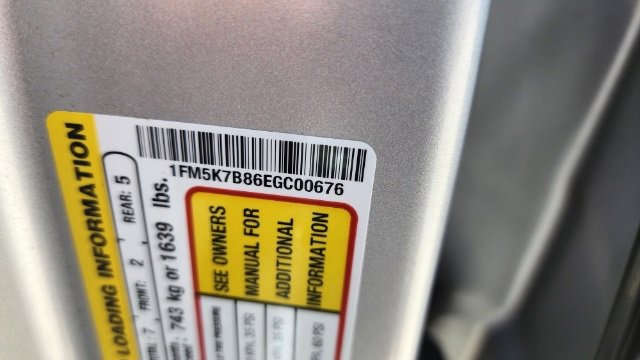 1FM5K7B86EGC00676
LOADING INFORMATION
REAR: 5
FRONT: 2
743 kg or 1639 lbs.
SEE OWNERS
MANUAL FOR
ADDITIONAL
INFORMATION